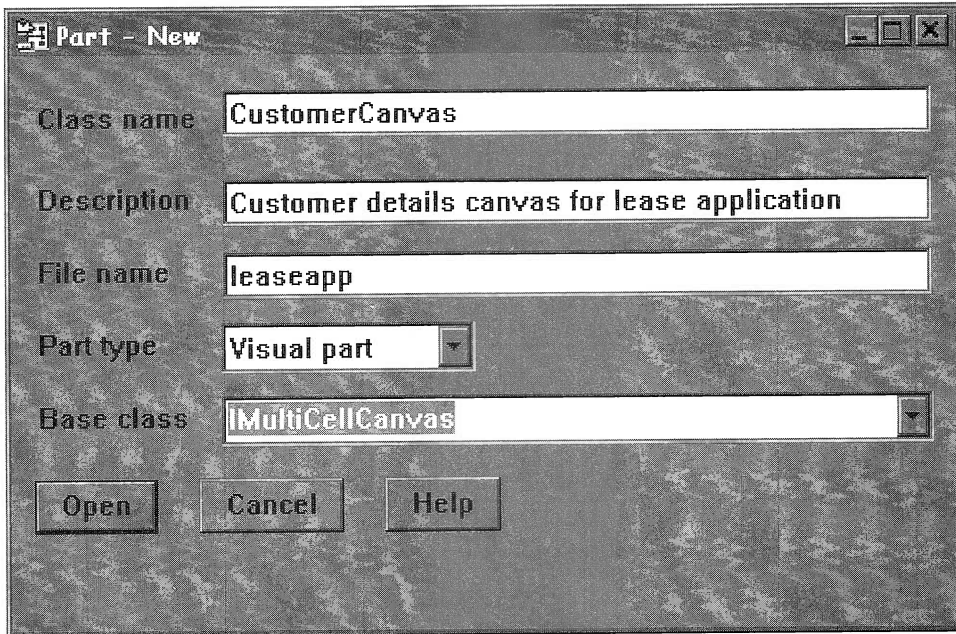 Part - New
Class name CustomerCanvas
Description Customer details canvas for lease application
File name leaseapp
Part type Visual part
Base class IMultiCellCanvas
Open Cancel Help